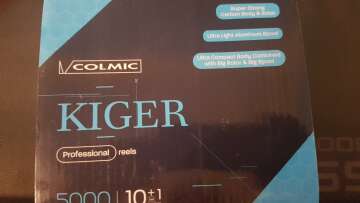 Super Strong
Carbon Body & Rotor
Ultra Light Aluminum Spool
Ultra Compact Body Combined
with Big Rotor & Big Spool
COLMIC
KIGER
Professional reels
5000 10+1